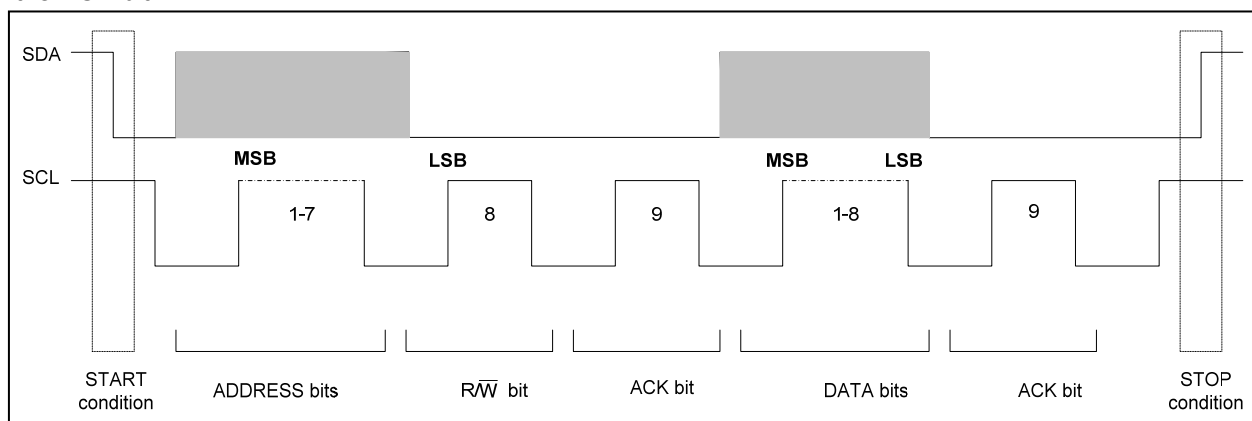 SDA
MSB LSB MSB LSB
SCL
1-7 8 9 1-8 9
START condition
ADDRESS bits
R/W̅ bit
ACK bit
DATA bits
ACK bit
STOP condition